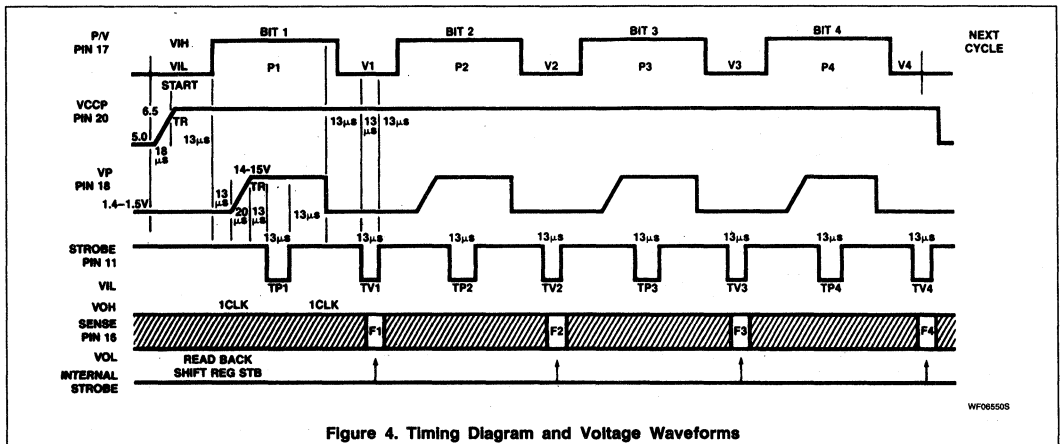 P/V
PIN 17
VIH
VIL
BIT 1
BIT 2
BIT 3
BIT 4
NEXT
CYCLE
P1
V1
P2
V2
P3
V3
P4
V4
START
VCCP
PIN 20
6.5
5.0
TR
18
µs
13µs
13µs
13
µs
13µs
VP
PIN 18
14-15V
1.4–1.5V
TR
13
µs
20
µs
13
µs
13µs
STROBE
PIN 11
VIL
13µs
13µs
13µs
13µs
13µs
13µs
13µs
13µs
TP1
TV1
TP2
TV2
TP3
TV3
TP4
TV4
VOH
SENSE
PIN 15
VOL
1CLK
1CLK
F1
F2
F3
F4
READ BACK
SHIFT REG STB
INTERNAL
STROBE
WF06550S
Figure 4. Timing Diagram and Voltage Waveforms